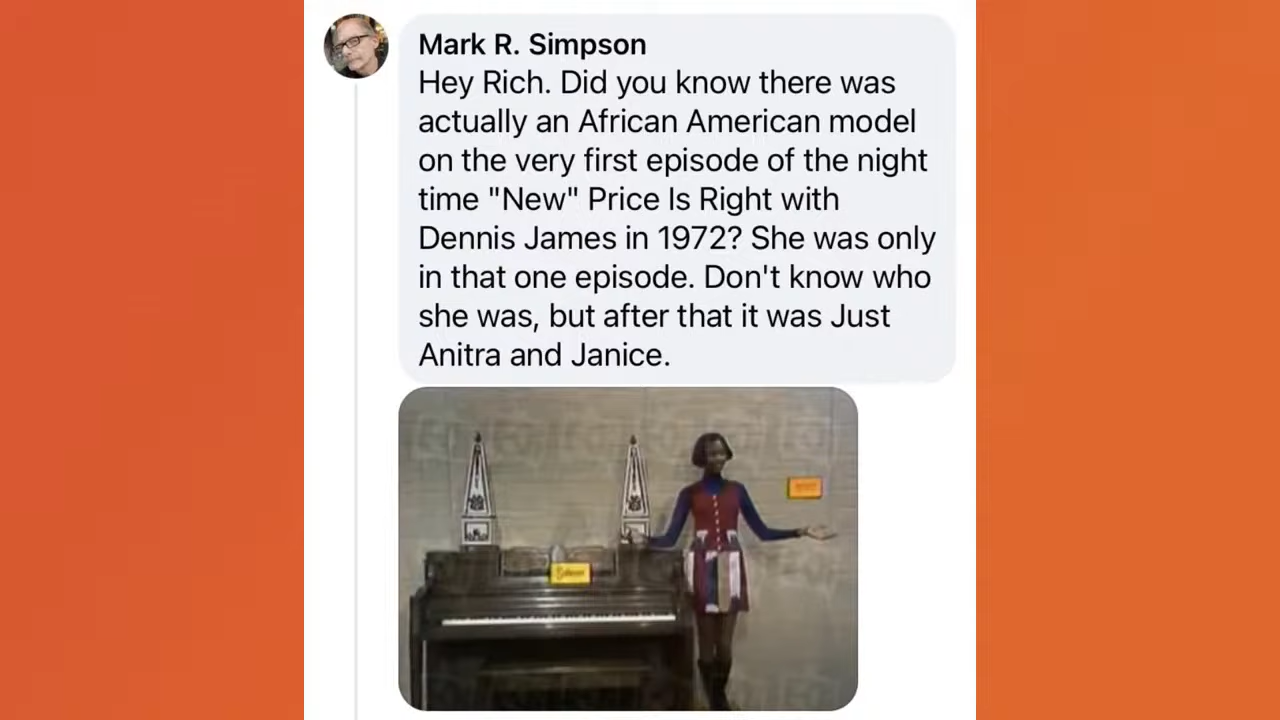 Mark R. Simpson
Hey Rich. Did you know there was
actually an African American model
on the very first episode of the night
time "New" Price Is Right with
Dennis James in 1972? She was only
in that one episode. Don't know who
she was, but after that it was Just
Anitra and Janice.